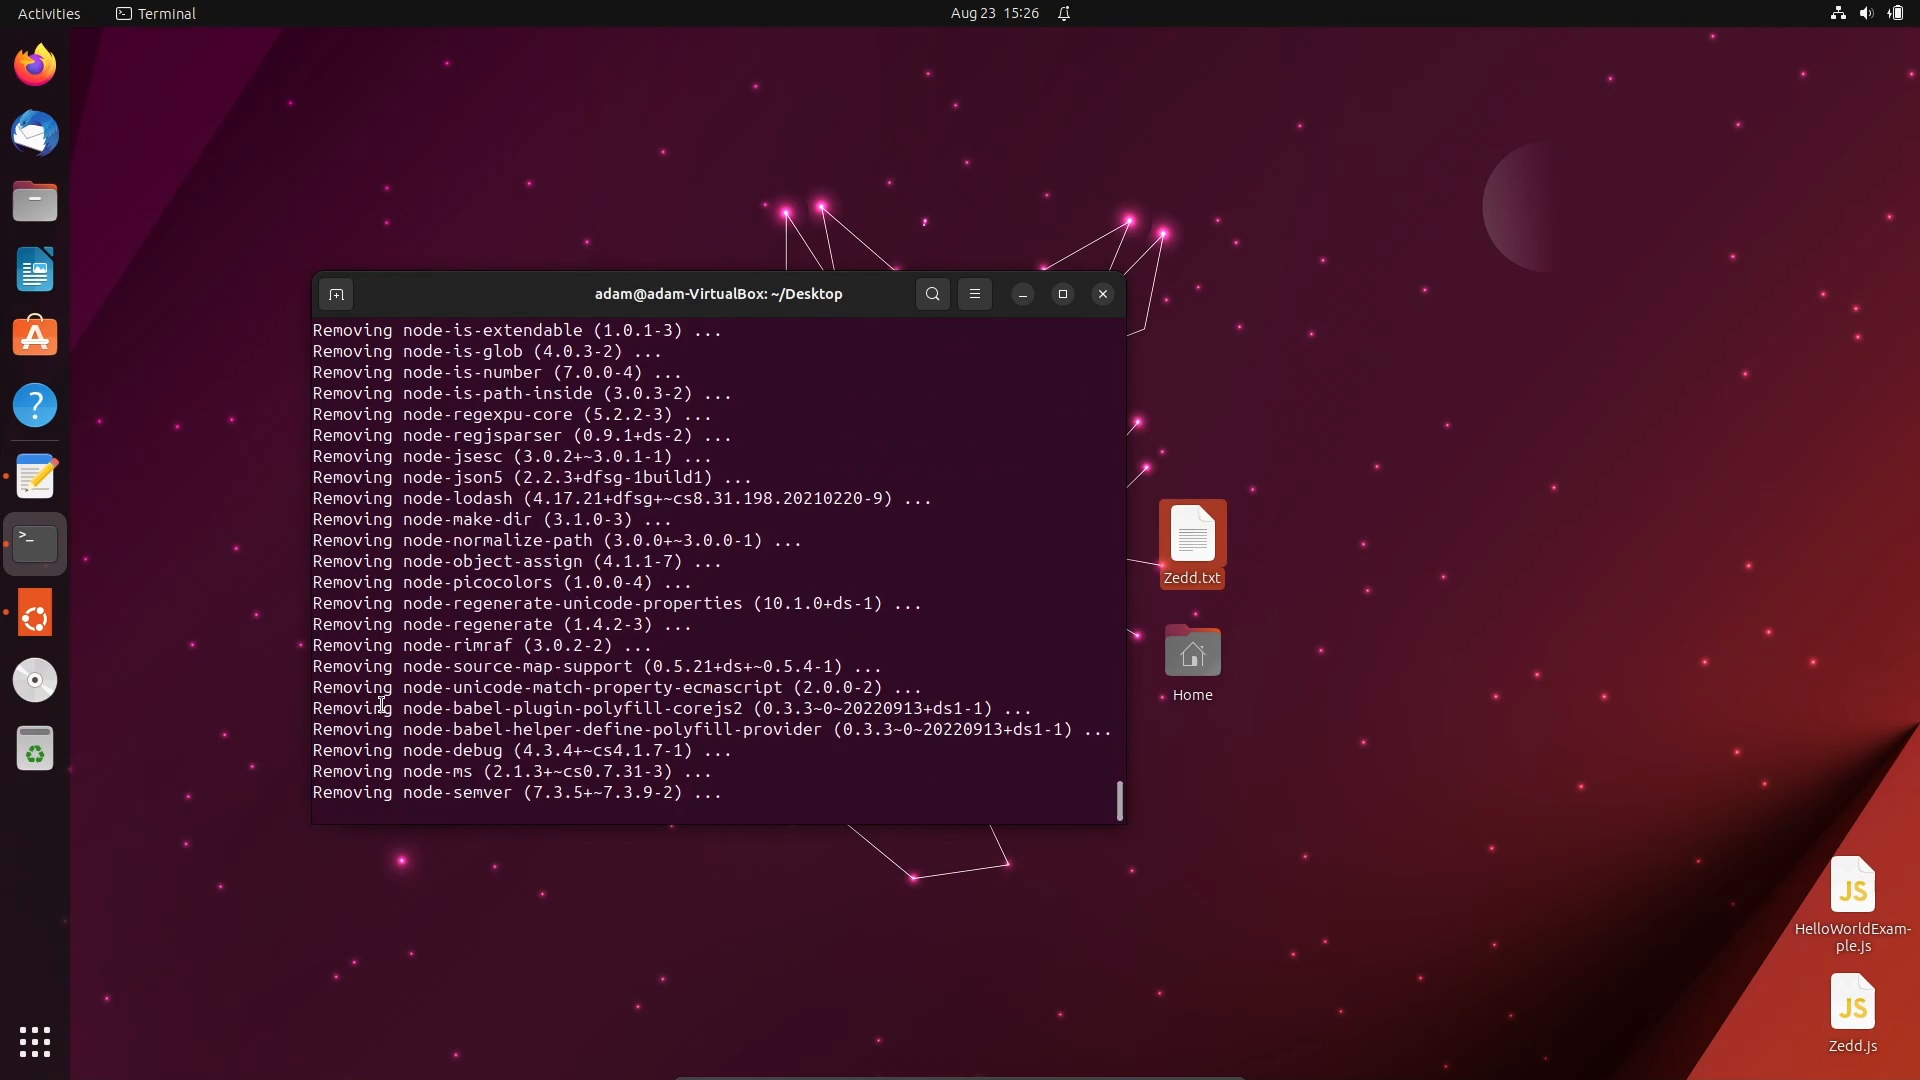 Activities
Terminal
Aug 23 15:26
adam@adam-VirtualBox: ~/Desktop
Removing node-is-extendable (1.0.1-3) ...
Removing node-is-glob (4.0.3-2) ...
Removing node-is-number (7.0.0-4) ...
Removing node-is-path-inside (3.0.3-2) ...
Removing node-regexpu-core (5.2.2-3) ...
Removing node-regjsparser (0.9.1+ds-2) ...
Removing node-jsesc (3.0.2+~3.0.1-1) ...
Removing node-json5 (2.2.3+dfsg-1build1) ...
Removing node-lodash (4.17.21+dfsg+~cs8.31.198.20210220-9) ...
Removing node-make-dir (3.1.0-3) ...
Removing node-normalize-path (3.0.0+~3.0.0-1) ...
Removing node-object-assign (4.1.1-7) ...
Removing node-picocolors (1.0.0-4) ...
Removing node-regenerate-unicode-properties (10.1.0+ds-1) ...
Removing node-regenerate (1.4.2-3) ...
Removing node-rimraf (3.0.2-2) ...
Removing node-source-map-support (0.5.21+ds+~0.5.4-1) ...
Removing node-unicode-match-property-ecmascript (2.0.0-2) ...
Removing node-babel-plugin-polyfill-corejs2 (0.3.3~0~20220913+ds1-1) ...
Removing node-babel-helper-define-polyfill-provider (0.3.3~0~20220913+ds1-1) ...
Removing node-debug (4.3.4+~cs4.1.7-1) ...
Removing node-ms (2.1.3+~cs0.7.31-3) ...
Removing node-semver (7.3.5+~7.3.9-2) ...
Zedd.txt
Home
JS
HelloWorldExam-
ple.js
JS
Zedd.js